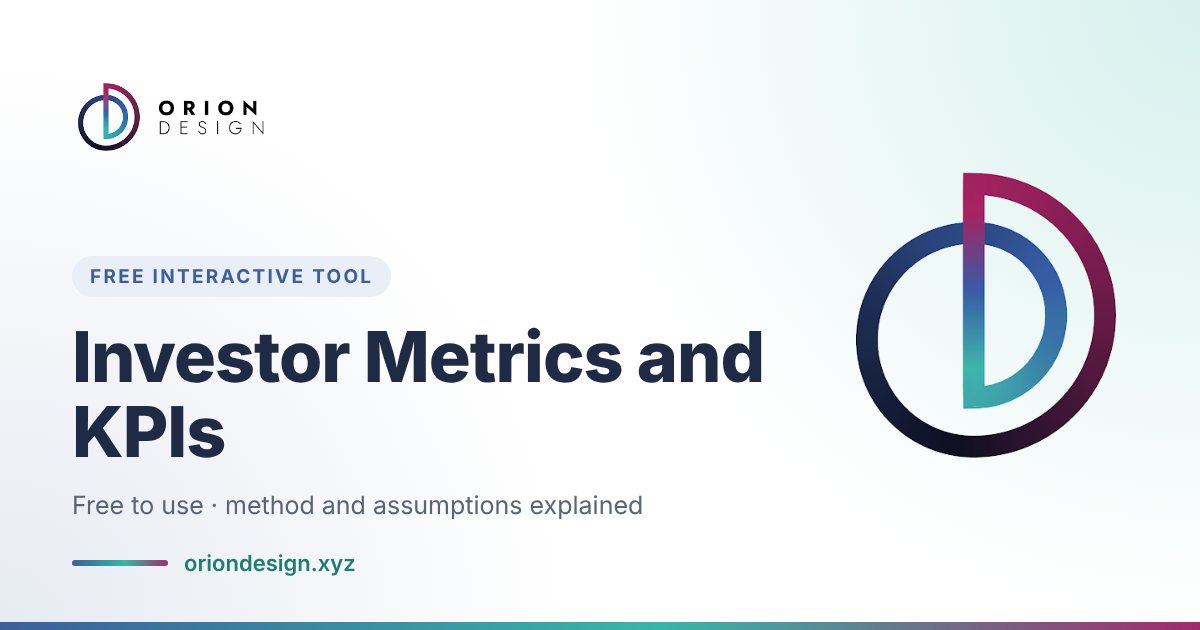 ORION
DESIGN
FREE INTERACTIVE TOOL
Investor Metrics and
KPIs
Free to use · method and assumptions explained
oriondesign.xyz